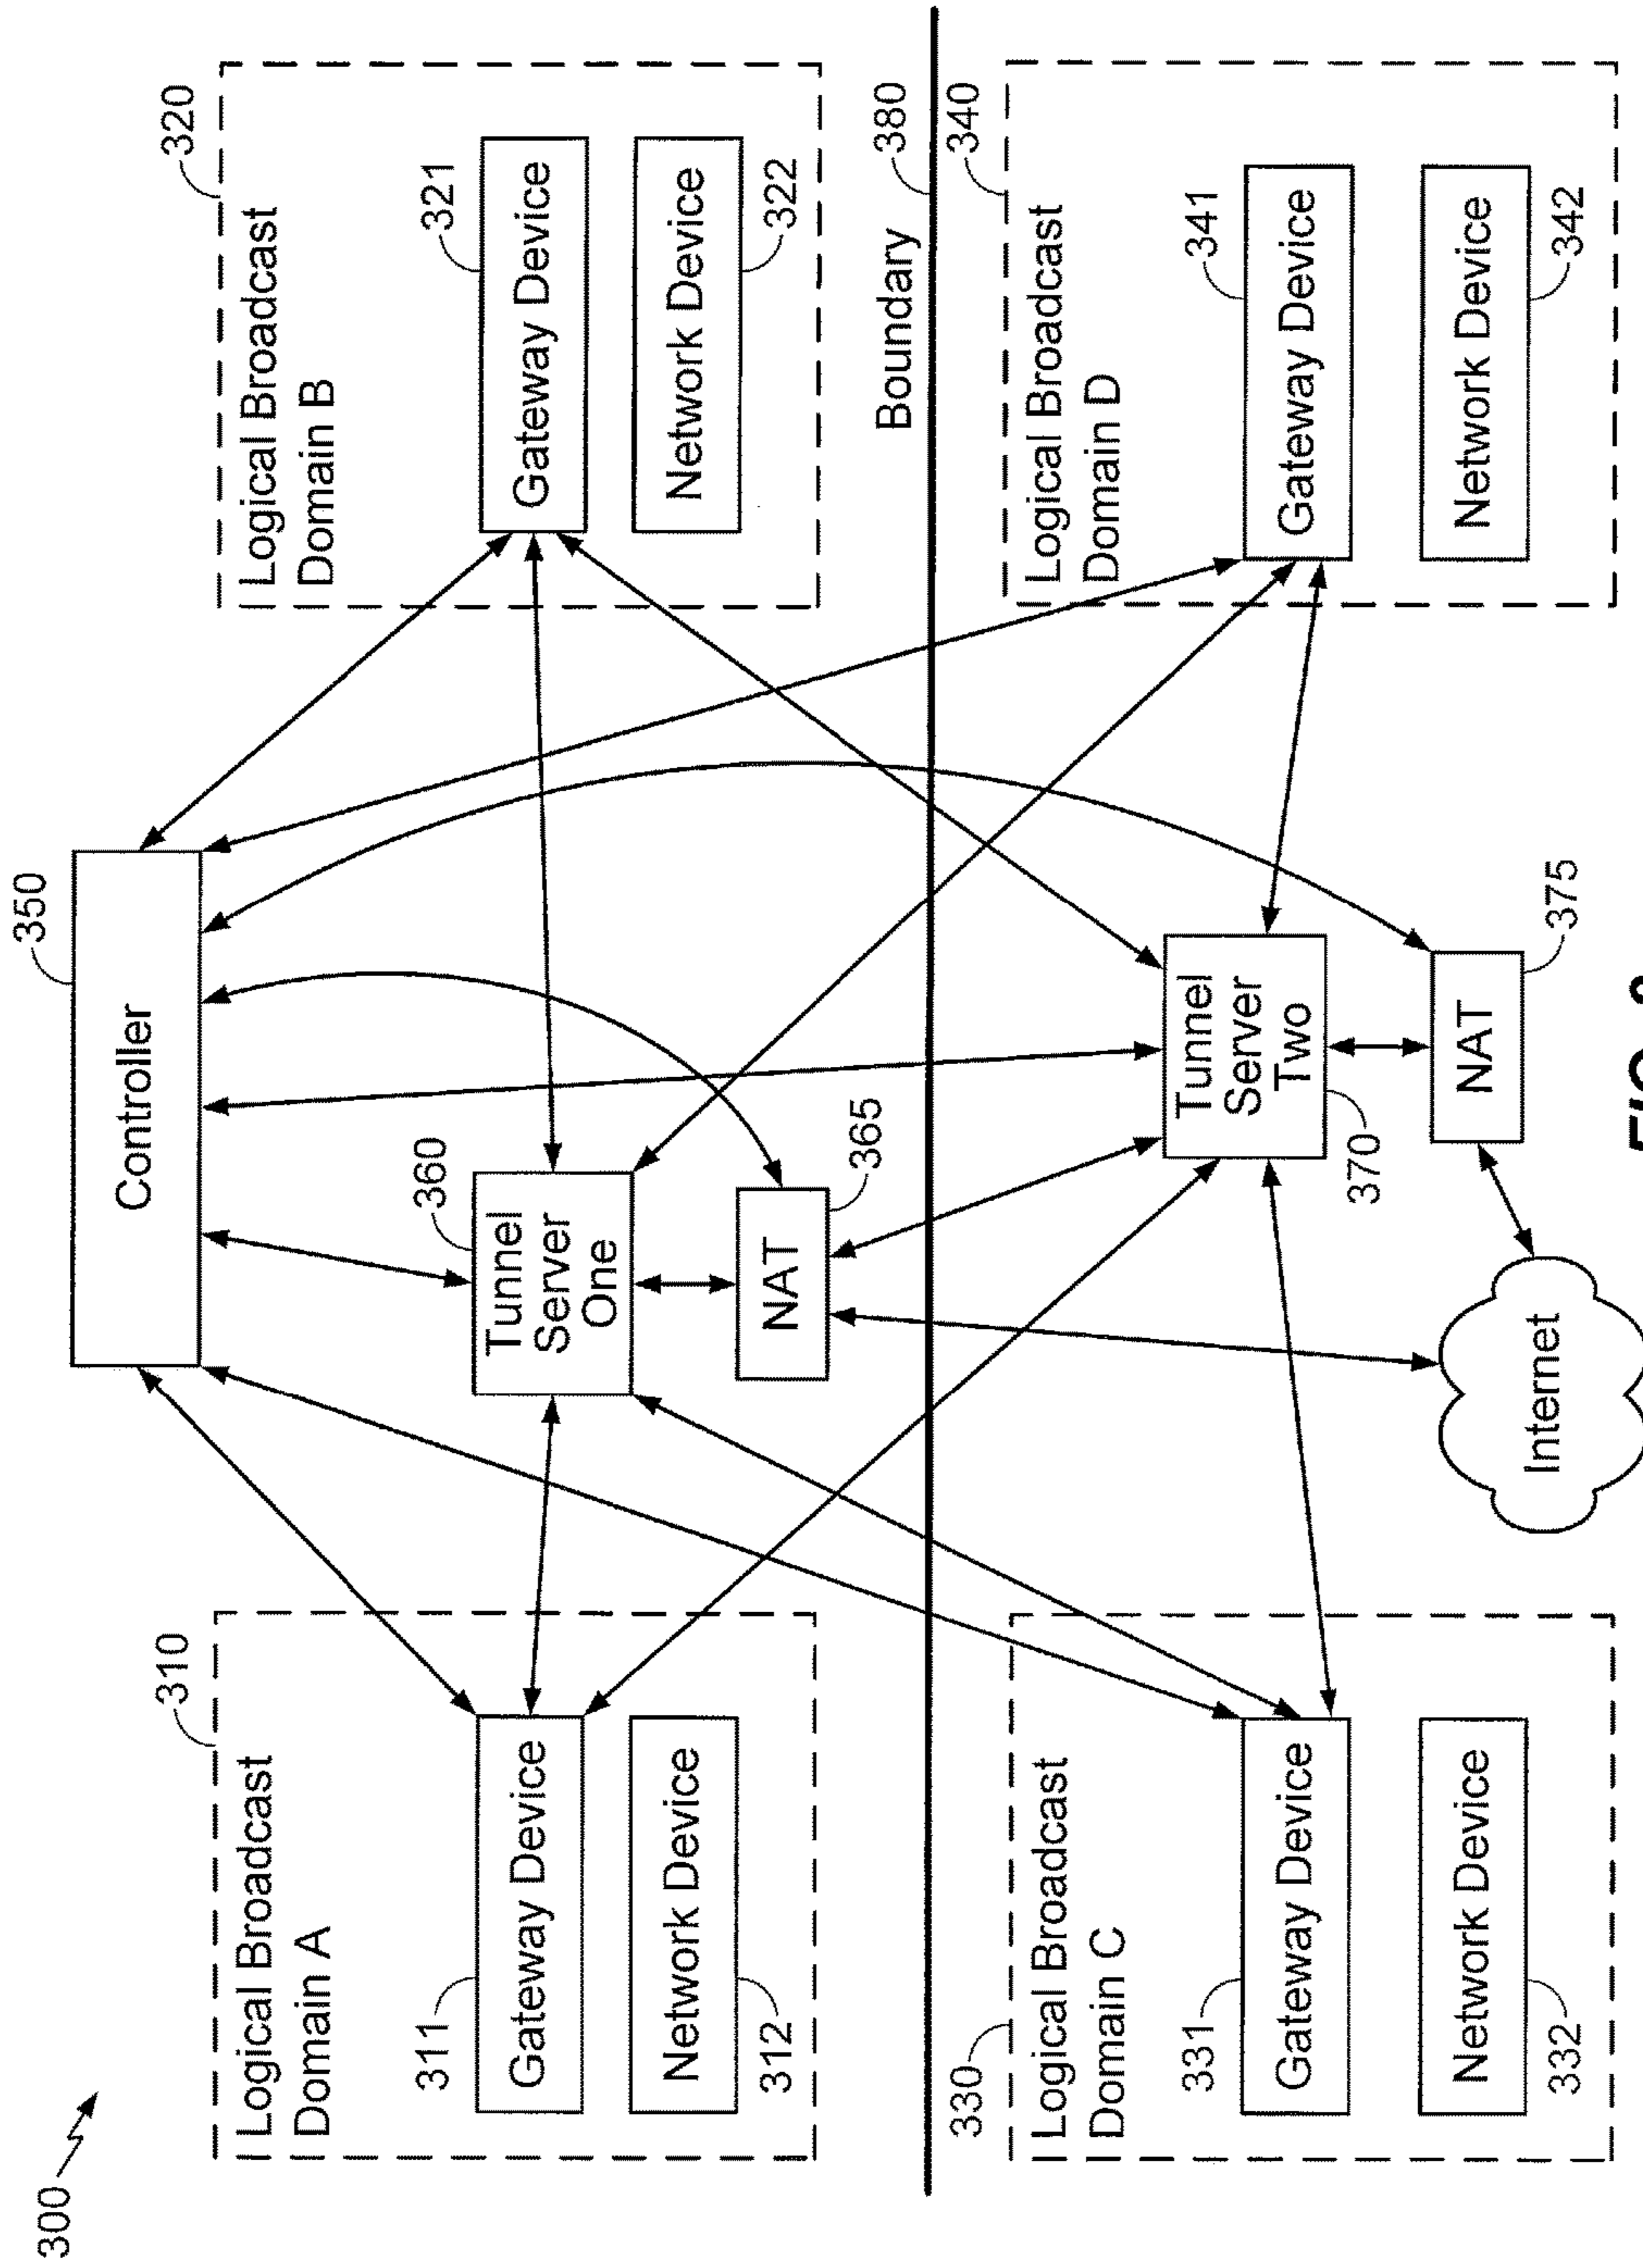 300
350
Controller
310
Logical Broadcast
Domain A
311
Gateway Device
Network Device
312
360
Tunnel
Server
One
NAT
365
320
Logical Broadcast
Domain B
321
Gateway Device
Network Device
322
Boundary
380
330
Logical Broadcast
Domain C
331
Gateway Device
Network Device
332
Tunnel
Server
Two
370
NAT
375
Internet
340
Logical Broadcast
Domain D
341
Gateway Device
Network Device
342
FIG.